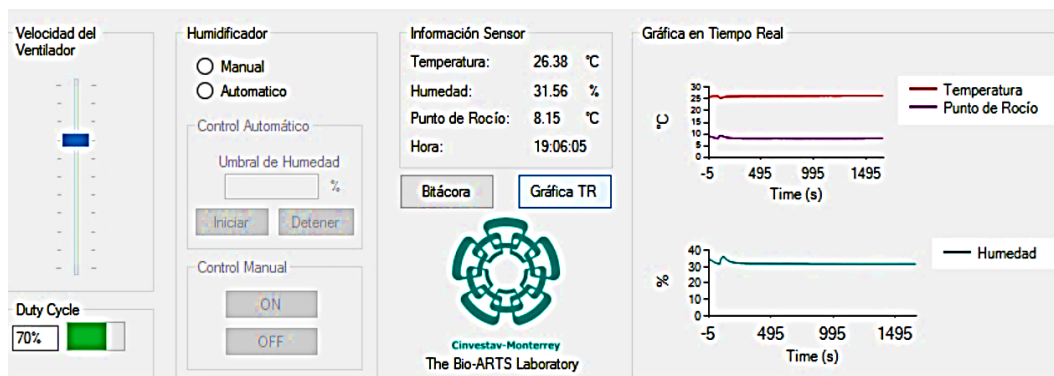 Velocidad del
Ventilador
Duty Cycle
70%
Humidificador
Manual
Automatico
Control Automático
Umbral de Humedad
%
Iniciar Detener
Control Manual
ON
OFF
Información Sensor
Temperatura: 26.38 °C
Humedad: 31.56 %
Punto de Rocío: 8.15 °C
Hora: 19:06:05
Bitácora Gráfica TR
Cinvestav-Monterrey
The Bio-ARTS Laboratory
Gráfica en Tiempo Real
°C
30
25
20
15
10
5
0
-5 495 995 1495
Time (s)
Temperatura
Punto de Rocío
%
40
30
20
10
0
-5 495 995 1495
Time (s)
Humedad